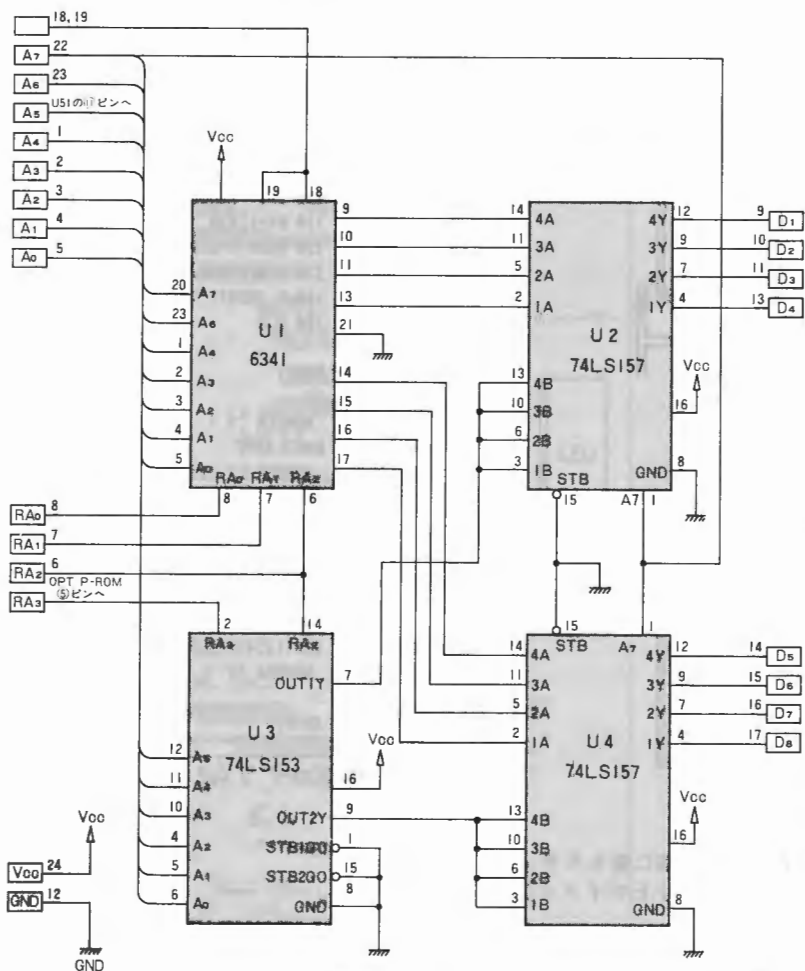 18, 19
A7 22
A6 23
A5 U51の⑰ピンへ
A4 1
A3 2
A2 3
A1 4
A0 5
Vcc
19 18
U1
6341
20 A7
23 A6
1 A4
2 A3
3 A2
4 A1
5 A0
RA0 RA1 RA2
8 7 6
9
10
11
13
21
14
15
16
17
U2
74LS157
14 4A 4Y 12 9 D1
11 3A 3Y 9 10 D2
5 2A 2Y 7 11 D3
2 1A 1Y 4 13 D4
13 4B
10 3B
6 2B
3 1B
Vcc
16
GND 8
STB 15
A7 1
RA0 8
RA1 7
RA2 6
RA3 OPT P-ROM
⑤ピンへ
2 14
RA3 RA2
OUT1Y 7
U3
74LS153
12 A5
11 A4
10 A3
4 A2
5 A1
6 A0
Vcc
16
OUT2Y 9
STB1G0 1
STB2G0 15
GND 8
15 1
STB A7
U4
74LS157
14 4A 4Y 12 14 D5
11 3A 3Y 9 15 D6
5 2A 2Y 7 16 D7
2 1A 1Y 4 17 D8
13 4B
10 3B
6 2B
3 1B
Vcc
16
GND 8
Vcc
Vcc 24
GND 12
GND